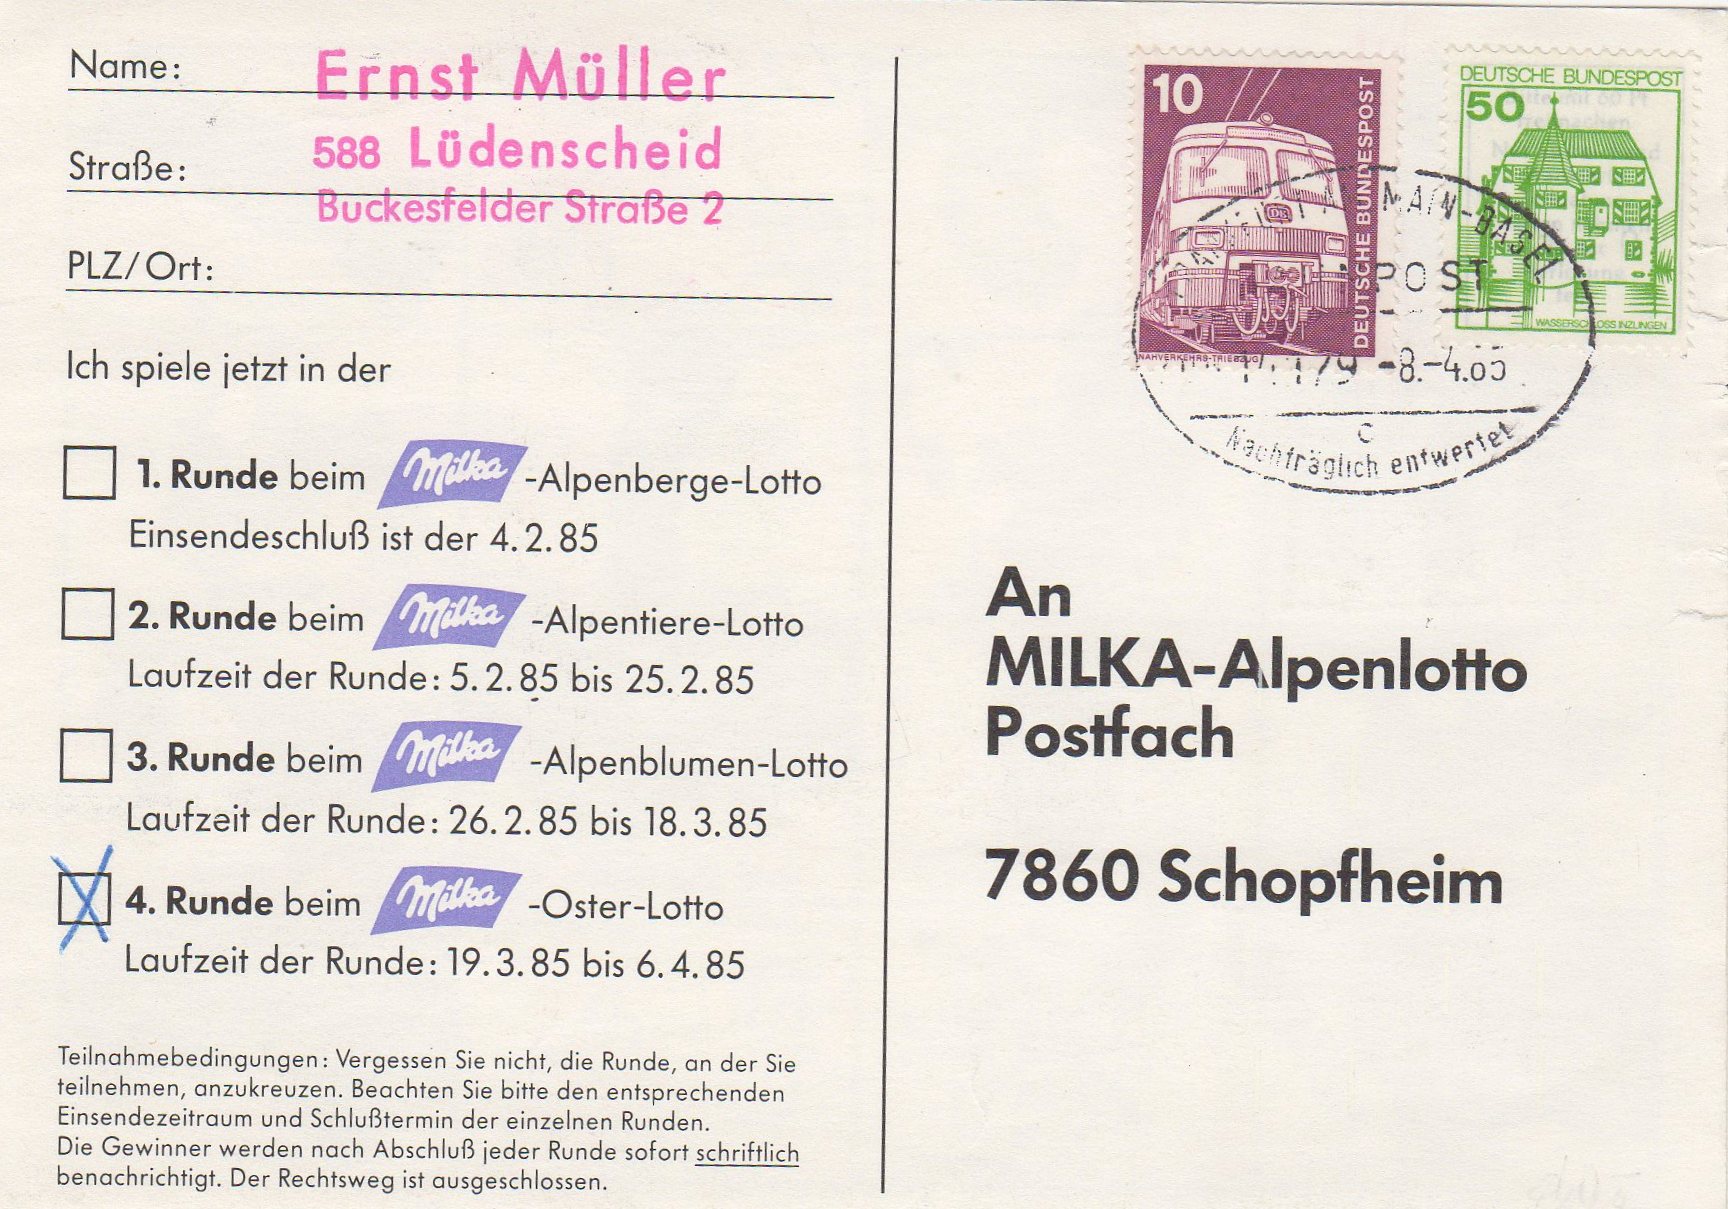 Name:
Ernst Müller
588 Lüdenscheid
Straße:
Buckesfelder Straße 2
PLZ/Ort:
Ich spiele jetzt in der
1. Runde beim Milka-Alpenberge-Lotto
Einsendeschluß ist der 4.2.85
2. Runde beim Milka-Alpentiere-Lotto
Laufzeit der Runde: 5.2.85 bis 25.2.85
3. Runde beim Milka-Alpenblumen-Lotto
Laufzeit der Runde: 26.2.85 bis 18.3.85
4. Runde beim Milka-Oster-Lotto
Laufzeit der Runde: 19.3.85 bis 6.4.85
Teilnahmebedingungen: Vergessen Sie nicht, die Runde, an der Sie
teilnehmen, anzukreuzen. Beachten Sie bitte den entsprechenden
Einsendezeitraum und Schlußtermin der einzelnen Runden.
Die Gewinner werden nach Abschluß jeder Runde sofort schriftlich
benachrichtigt. Der Rechtsweg ist ausgeschlossen.
10
DEUTSCHE BUNDESPOST
DB
NAHVERKEHRS-TRIEBZUG
DEUTSCHE BUNDESPOST
50
WASSERSCHLOSS INZLINGEN
MAIN-BASEL
POST
-8.-4.85
c
Nachträglich entwertet
An
MILKA-Alpenlotto
Postfach
7860 Schopfheim